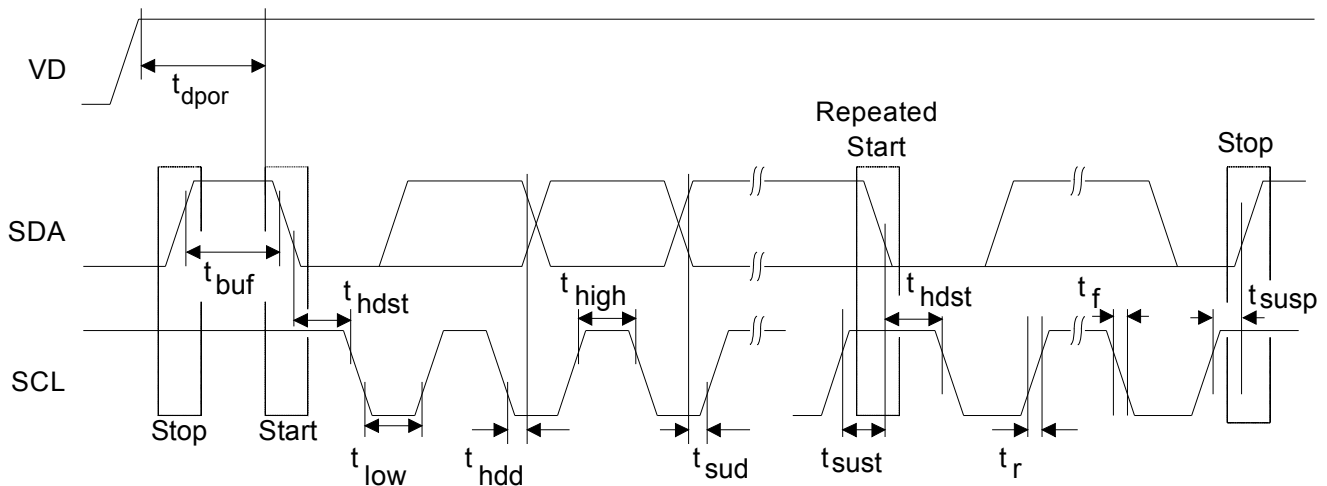 VD
t dpor
Repeated
Start
Stop
SDA
t buf
t hdst
t high
t hdst
t f
t susp
SCL
Stop
Start
t low
t hdd
t sud
t sust
t r